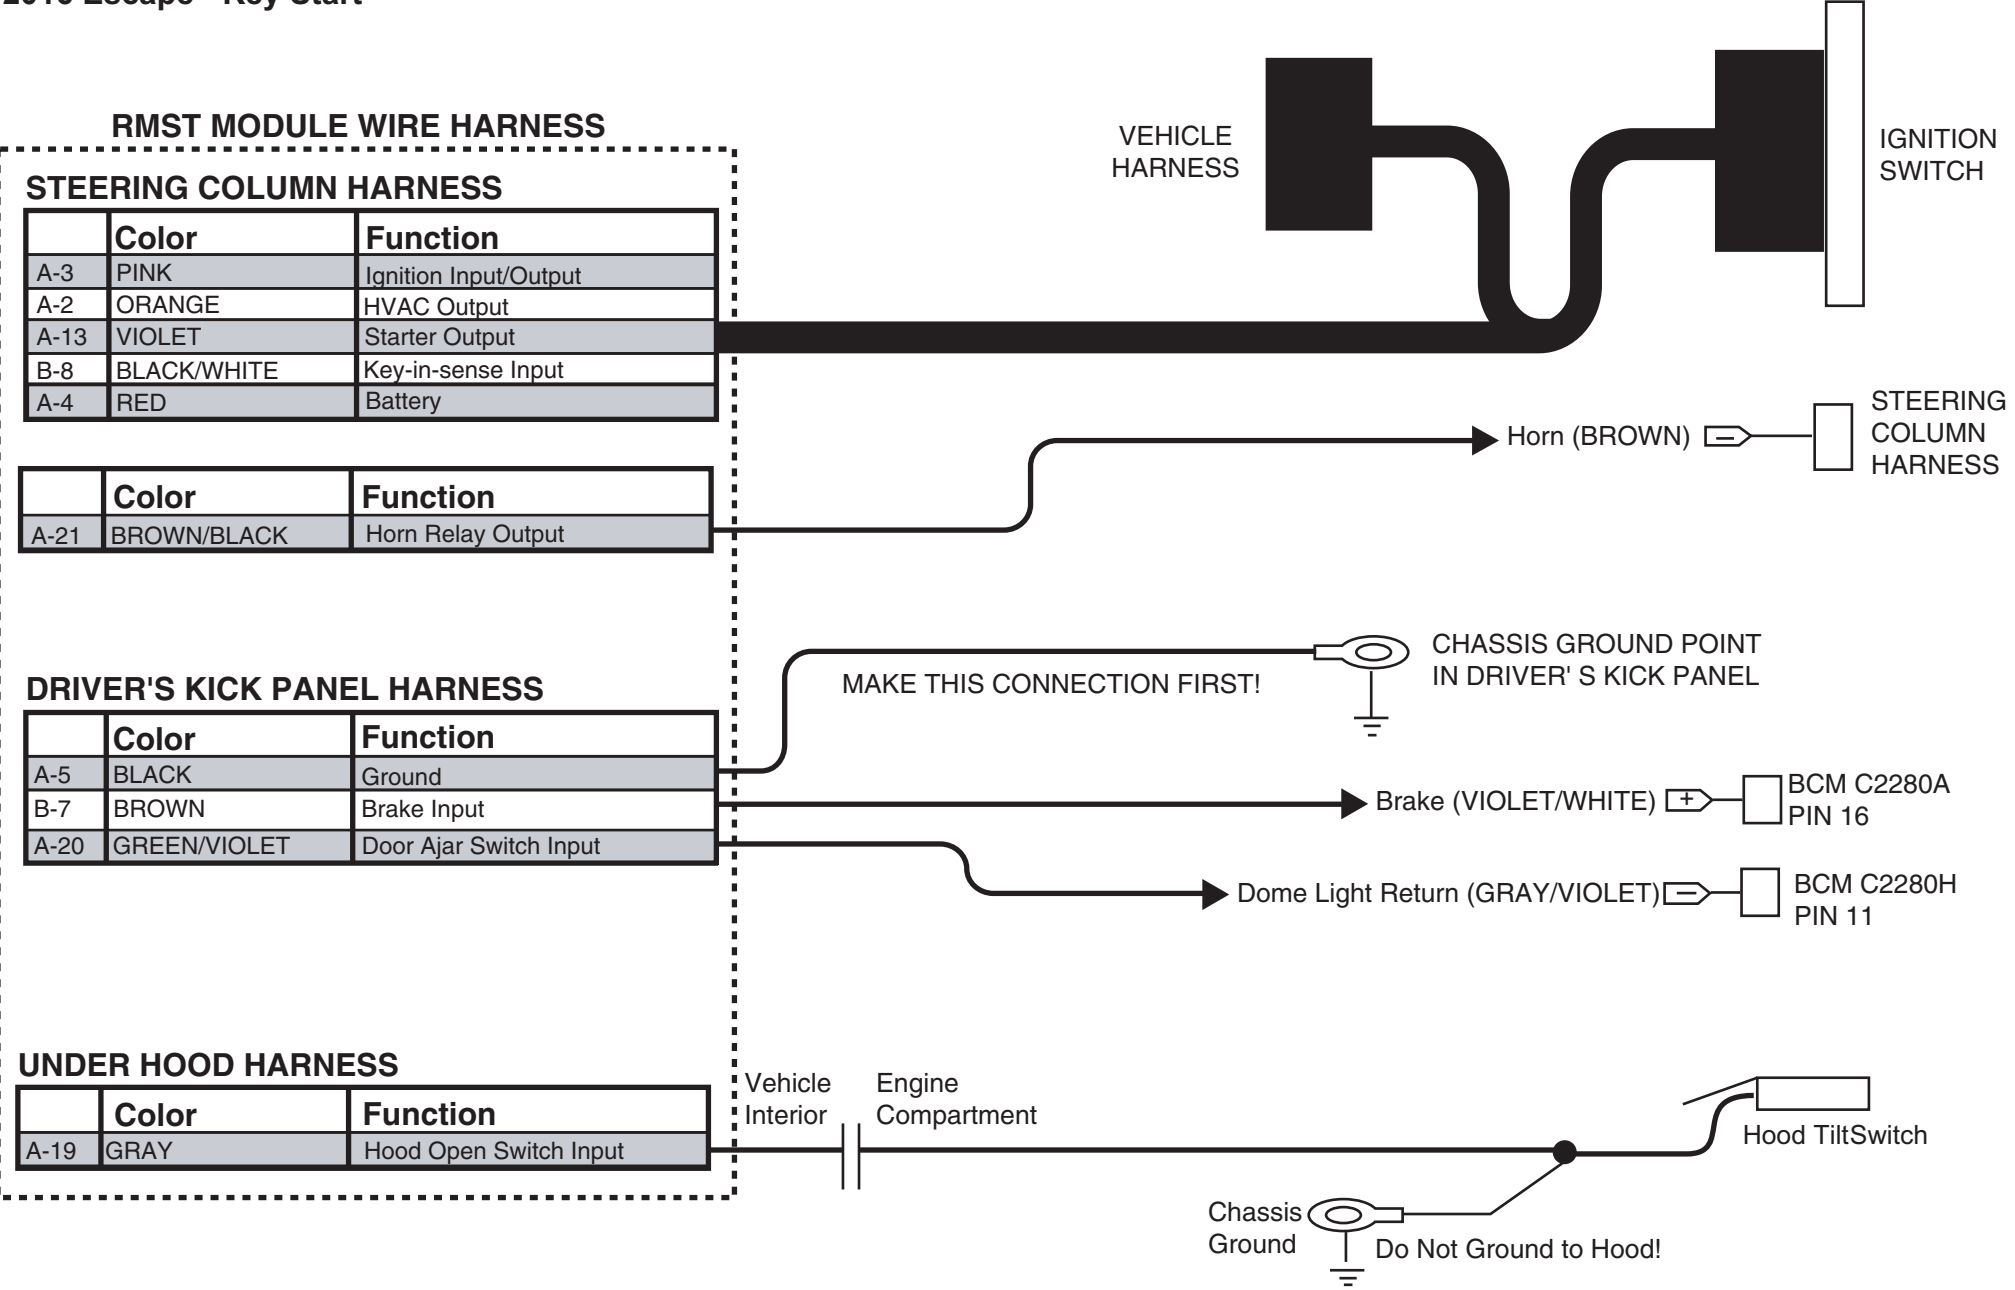 RMST MODULE WIRE HARNESS
STEERING COLUMN HARNESS
Color Function
A-3 PINK Ignition Input/Output
A-2 ORANGE HVAC Output
A-13 VIOLET Starter Output
B-8 BLACK/WHITE Key-in-sense Input
A-4 RED Battery
VEHICLE
HARNESS
IGNITION
SWITCH
Color Function
A-21 BROWN/BLACK Horn Relay Output
Horn (BROWN) −
STEERING
COLUMN
HARNESS
DRIVER'S KICK PANEL HARNESS
Color Function
A-5 BLACK Ground
B-7 BROWN Brake Input
A-20 GREEN/VIOLET Door Ajar Switch Input
MAKE THIS CONNECTION FIRST!
CHASSIS GROUND POINT
IN DRIVER' S KICK PANEL
Brake (VIOLET/WHITE) +
BCM C2280A
PIN 16
Dome Light Return (GRAY/VIOLET) −
BCM C2280H
PIN 11
UNDER HOOD HARNESS
Color Function
A-19 GRAY Hood Open Switch Input
Vehicle
Interior
Engine
Compartment
Hood TiltSwitch
Chassis
Ground
Do Not Ground to Hood!